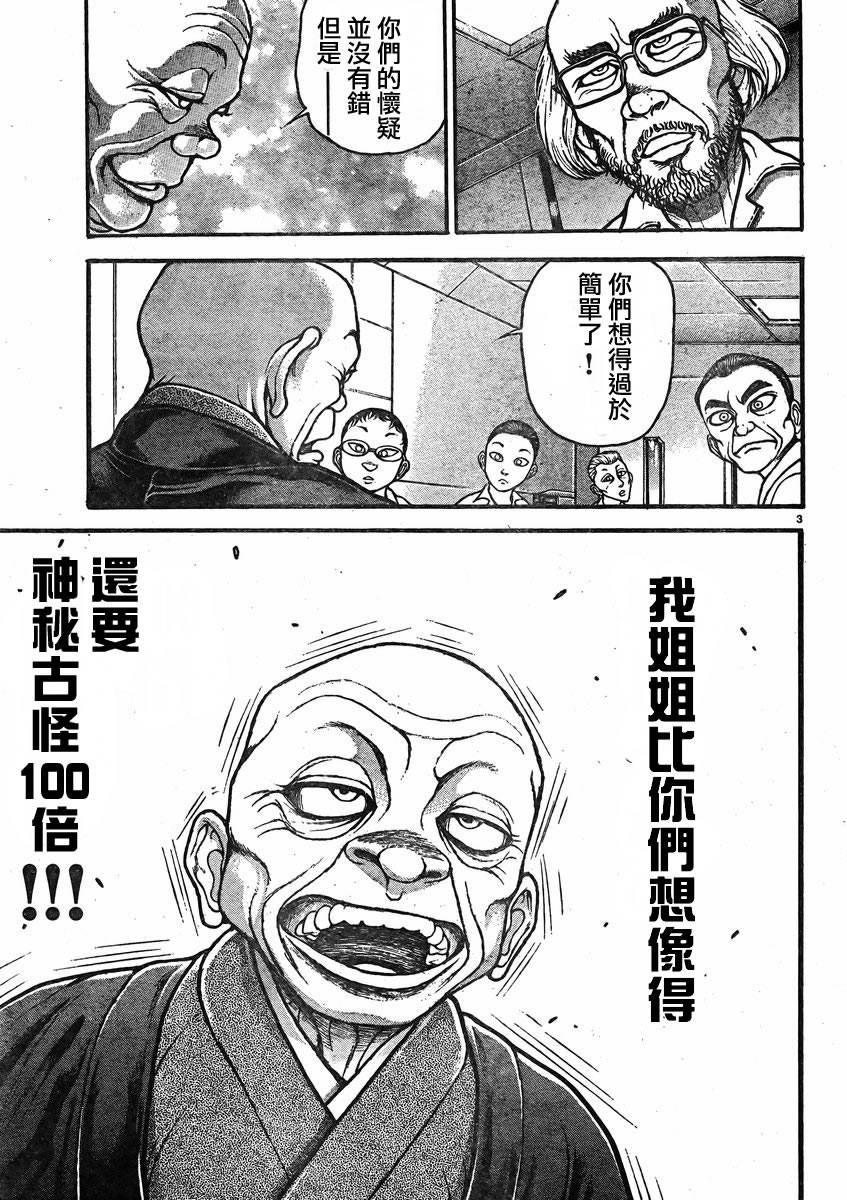 你們的懷疑
並沒有錯
但是——
你們想得過於
簡單了！
3
我姐姐比你們想像得
還要
神秘古怪100倍!!!